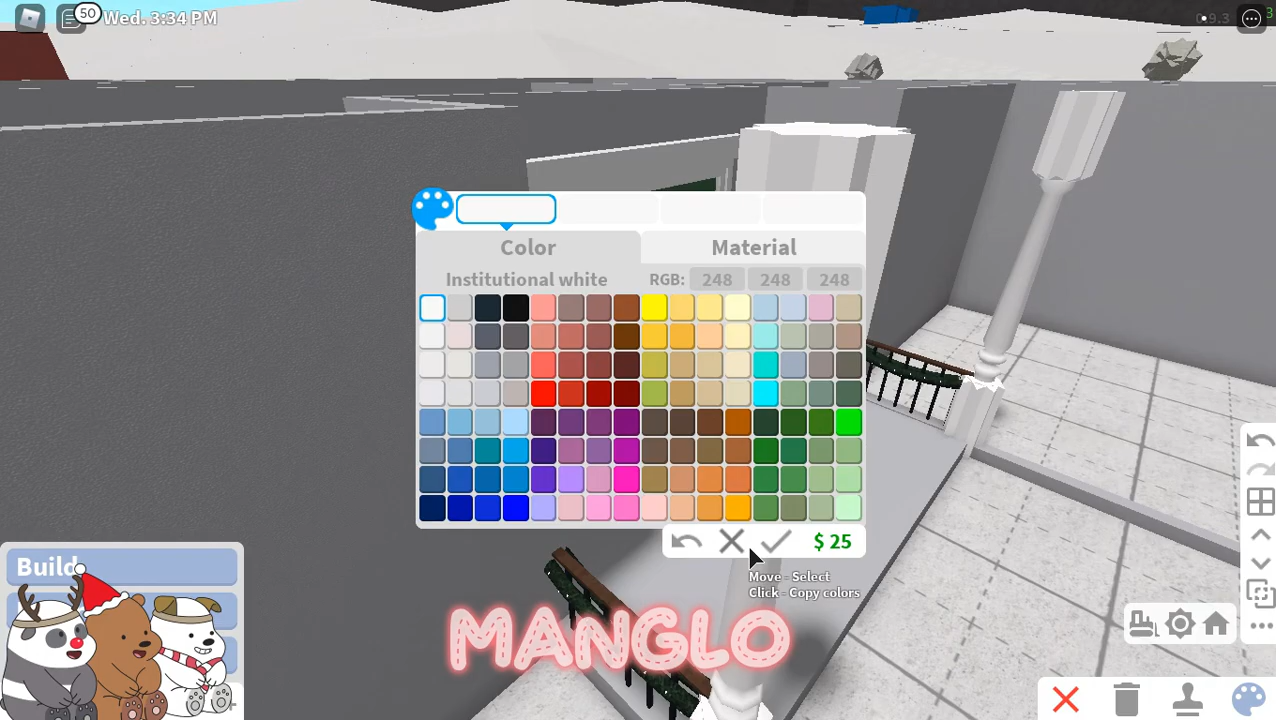 50
Wed. 3:34 PM
Color
Material
Institutional white
RGB: 248 248 248
$ 25
Move - Select
Click - Copy colors
Build
MANGLO